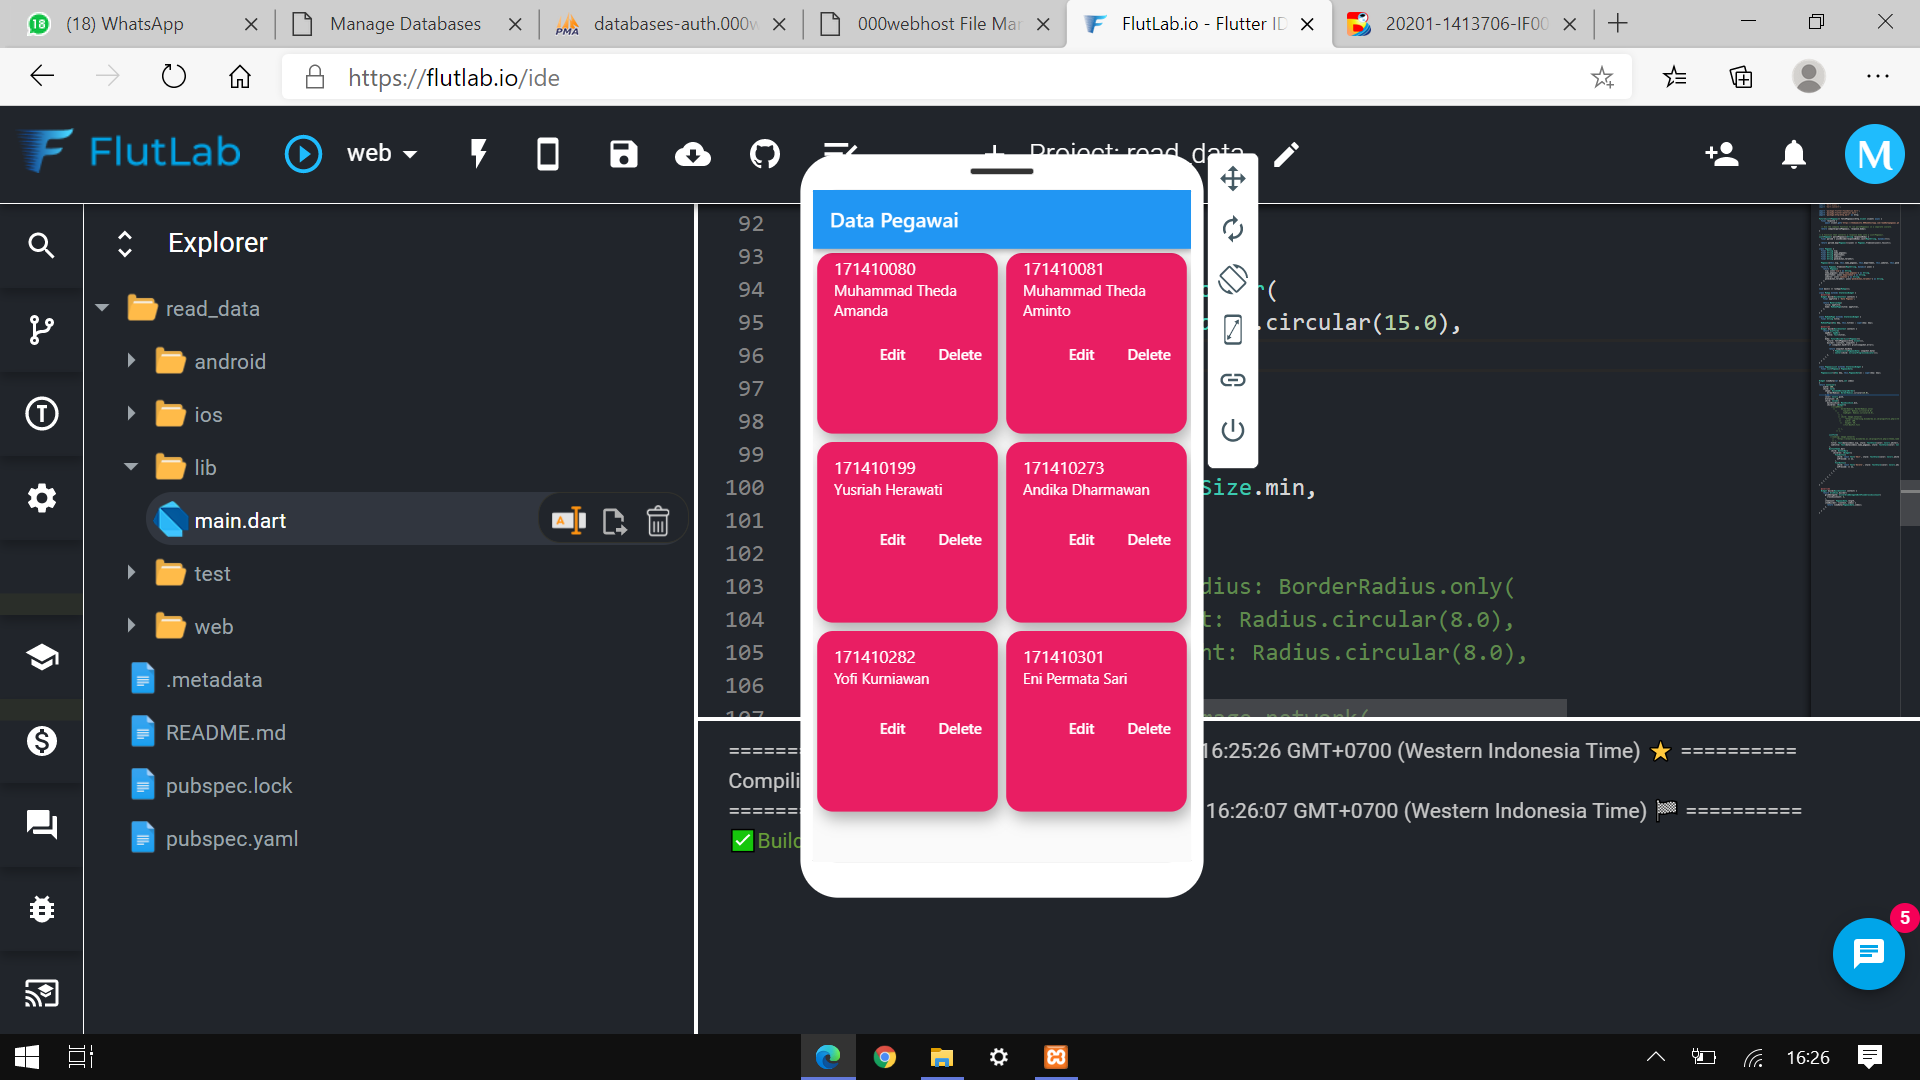 18
(18) WhatsApp
Manage Databases
PMA
databases-auth.000w
000webhost File Mar
FlutLab.io - Flutter ID
20201-1413706-IF00
https://flutlab.io/ide
FlutLab
web
Project: read_data
M
Explorer
read_data
android
ios
lib
main.dart
test
web
.metadata
README.md
pubspec.lock
pubspec.yaml
Data Pegawai
171410080
Muhammad Theda
Amanda
Edit Delete
171410081
Muhammad Theda
Aminto
Edit Delete
171410199
Yusriah Herawati
Edit Delete
171410273
Andika Dharmawan
Edit Delete
171410282
Yofi Kurniawan
Edit Delete
171410301
Eni Permata Sari
Edit Delete
92
93
94 r(
95 .circular(15.0),
96
97
98
99
100 Size.min,
101
102
103 dius: BorderRadius.only(
104 t: Radius.circular(8.0),
105 ht: Radius.circular(8.0),
106
107 mage.network(
======= 16:25:26 GMT+0700 (Western Indonesia Time) ⭐ ==========
Compili
======= 16:26:07 GMT+0700 (Western Indonesia Time) 🏁 ==========
✅ Build
5
16:26